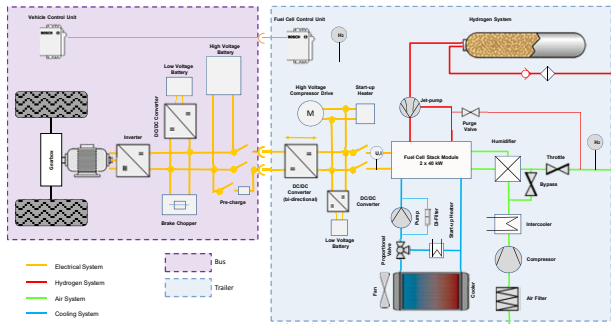 Vehicle Control Unit
BOSCH
Fuel Cell Control Unit
BOSCH
H₂
Hydrogen System
High Voltage
Battery
Low Voltage
Battery
DC/DC Converter
High Voltage
Compressor Drive
Start-up
Heater
M
Jet-pump
Purge
Valve
Inverter
Gearbox
U,I
Fuel Cell Stack Module
2 x 45 kW
Humidifier
H₂
Throttle
Bypass
Pre-charge
Brake Chopper
DC/DC
Converter
(bi-directional)
DC/DC
Converter
Low Voltage
Battery
Pump
DI-Filter
Start-up Heater
Proportional
Valve
Intercooler
Compressor
Fan
Cooler
Air Filter
Electrical System
Hydrogen System
Air System
Cooling System
Bus
Trailer